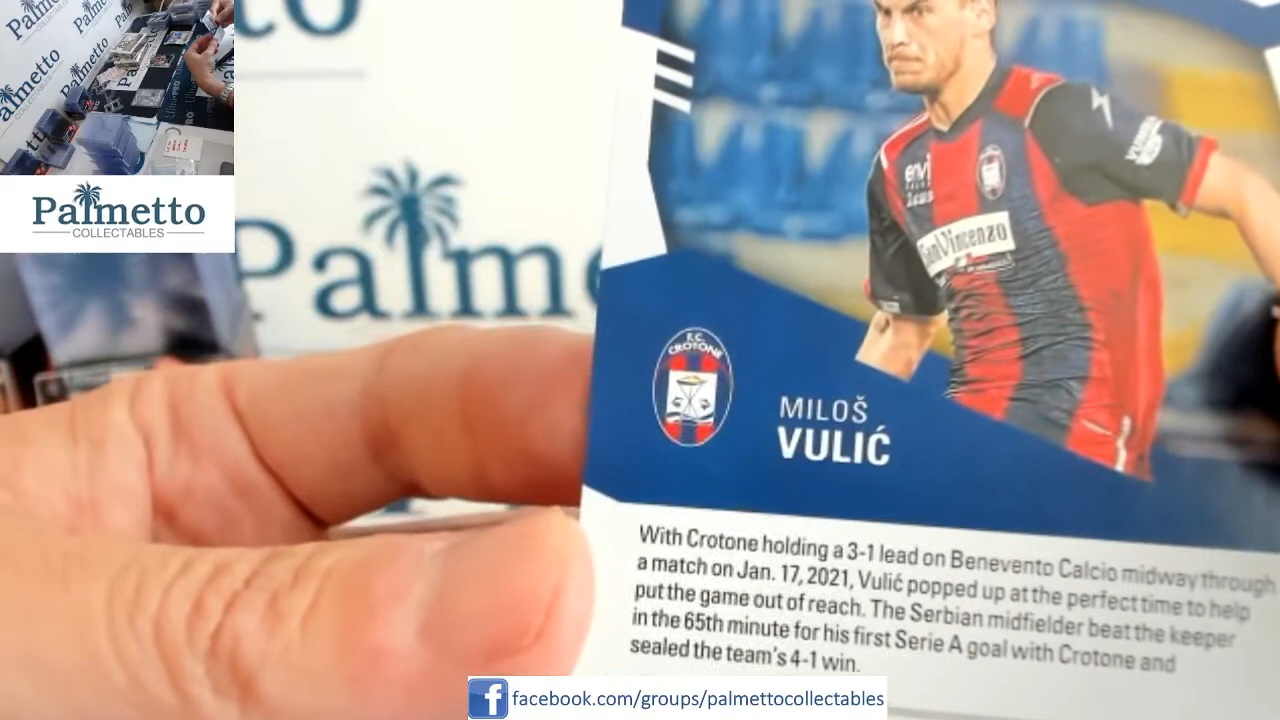 Palmetto
COLLECTABLES
Palme
envi
SanVincenzo
F.C.
CROTONE
MILOŠ
VULIĆ
With Crotone holding a 3-1 lead on Benevento Calcio midway through
a match on Jan. 17, 2021, Vulić popped up at the perfect time to help
put the game out of reach. The Serbian midfielder beat the keeper
in the 65th minute for his first Serie A goal with Crotone and
sealed the team's 4-1 win.
facebook.com/groups/palmettocollectables